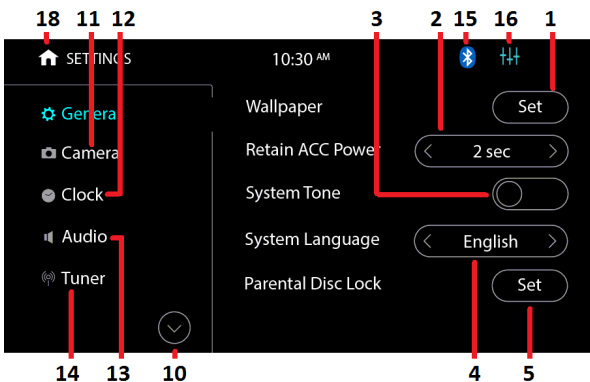 18 11 12 3 2 15 16 1
SETTINGS 10:30 AM
General
Camera
Clock
Audio
Tuner
Wallpaper Set
Retain ACC Power 2 sec
System Tone
System Language English
Parental Disc Lock Set
14 13 10 4 5